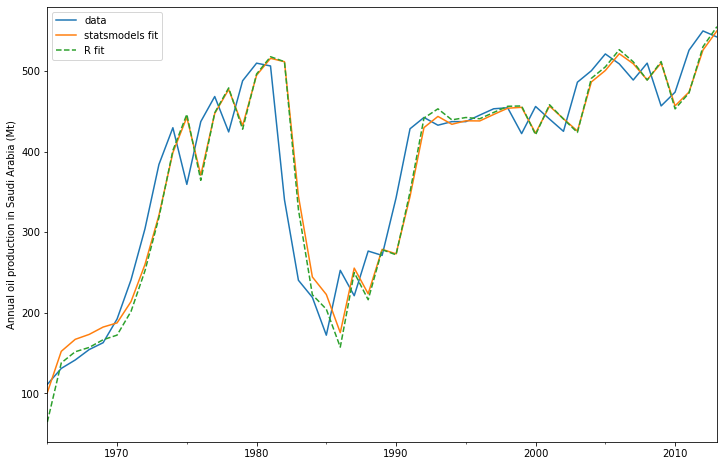 data
statsmodels fit
R fit
Annual oil production in Saudi Arabia (Mt)
500
400
300
200
100
1970
1980
1990
2000
2010